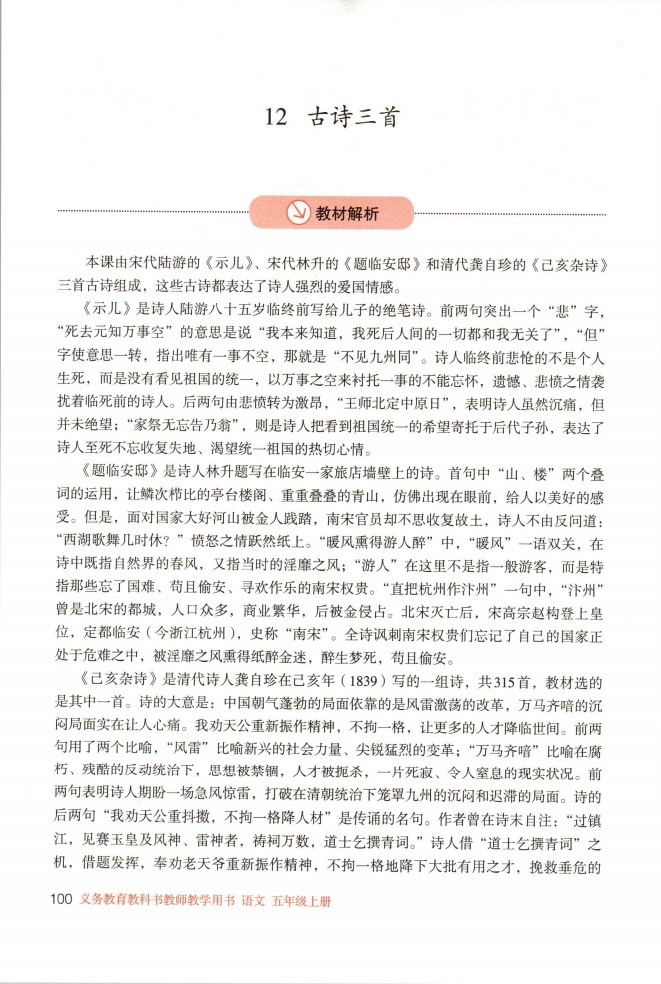 12 古诗三首
教材解析
本课由宋代陆游的《示儿》、宋代林升的《题临安邸》和清代龚自珍的《己亥杂诗》
三首古诗组成，这些古诗都表达了诗人强烈的爱国情感。
《示儿》是诗人陆游八十五岁临终前写给儿子的绝笔诗。前两句突出一个“悲”字，
“死去元知万事空”的意思是说“我本来知道，我死后人间的一切都和我无关了”，“但”
字使意思一转，指出唯有一事不空，那就是“不见九州同”。诗人临终前悲怆的不是个人
生死，而是没有看见祖国的统一，以万事之空来衬托一事的不能忘怀，遗憾、悲愤之情袭
扰着临死前的诗人。后两句由悲愤转为激昂，“王师北定中原日”，表明诗人虽然沉痛，但
并未绝望；“家祭无忘告乃翁”，则是诗人把看到祖国统一的希望寄托于后代子孙，表达了
诗人至死不忘收复失地、渴望统一祖国的热切心情。
《题临安邸》是诗人林升题写在临安一家旅店墙壁上的诗。首句中“山、楼”两个叠
词的运用，让鳞次栉比的亭台楼阁、重重叠叠的青山，仿佛出现在眼前，给人以美好的感
受。但是，面对国家大好河山被金人践踏，南宋官员却不思收复故土，诗人不由反问道：
“西湖歌舞几时休？”愤怒之情跃然纸上。“暖风熏得游人醉”中，“暖风”一语双关，在
诗中既指自然界的春风，又指当时的淫靡之风；“游人”在这里不是指一般游客，而是特
指那些忘了国难、苟且偷安、寻欢作乐的南宋权贵。“直把杭州作汴州”一句中，“汴州”
曾是北宋的都城，人口众多，商业繁华，后被金侵占。北宋灭亡后，宋高宗赵构登上皇
位，定都临安（今浙江杭州），史称“南宋”。全诗讽刺南宋权贵们忘记了自己的国家正
处于危难之中，被淫靡之风熏得纸醉金迷，醉生梦死，苟且偷安。
《己亥杂诗》是清代诗人龚自珍在己亥年（1839）写的一组诗，共315首，教材选的
是其中一首。诗的大意是：中国朝气蓬勃的局面依靠的是风雷激荡的改革，万马齐喑的沉
闷局面实在让人心痛。我劝天公重新振作精神，不拘一格，让更多的人才降临世间。前两
句用了两个比喻，“风雷”比喻新兴的社会力量、尖锐猛烈的变革；“万马齐喑”比喻在腐
朽、残酷的反动统治下，思想被禁锢，人才被扼杀，一片死寂、令人窒息的现实状况。前
两句表明诗人期盼一场急风惊雷，打破在清朝统治下笼罩九州的沉闷和迟滞的局面。诗的
后两句“我劝天公重抖擞，不拘一格降人材”是传诵的名句。作者曾在诗末自注：“过镇
江，见赛玉皇及风神、雷神者，祷祠万数，道士乞撰青词。”诗人借“道士乞撰青词”之
机，借题发挥，奉劝老天爷重新振作精神，不拘一格地降下大批有用之才，挽救垂危的
100 义务教育教科书教师教学用书 语文 五年级上册